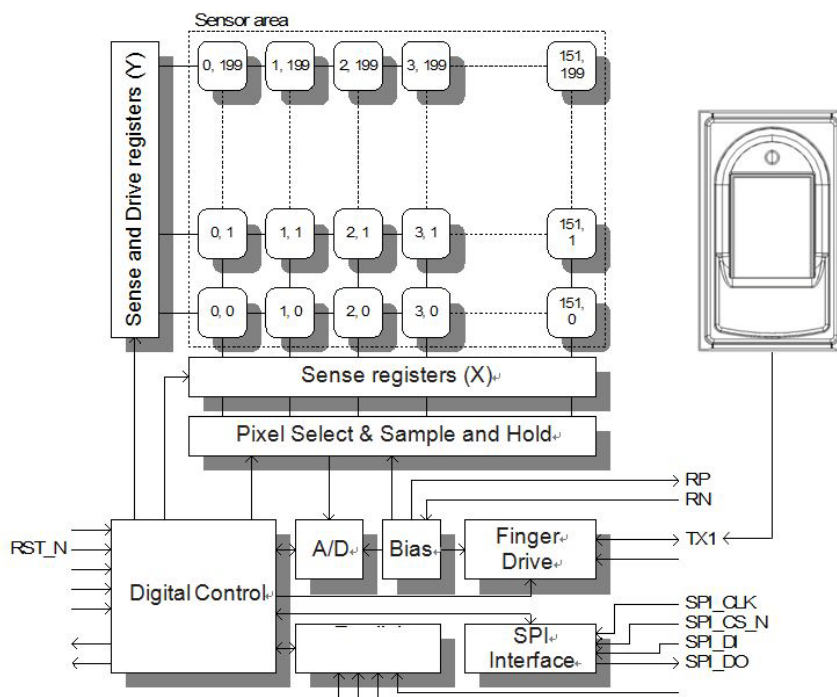 Sensor area
Sense and Drive registers (Y)
0, 199
1, 199
2, 199
3, 199
151,
199
0, 1
1, 1
2, 1
3, 1
151,
1
0, 0
1, 0
2, 0
3, 0
151,
0
Sense registers (X)
Pixel Select & Sample and Hold
RP
RN
RST_N
Digital Control
A/D
Bias
Finger
Drive
TX1
SPI
Interface
SPI_CLK
SPI_CS_N
SPI_DI
SPI_DO